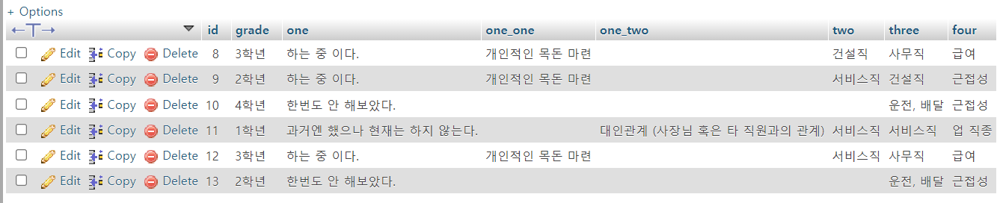 + Options
←T→ id grade one one_one one_two two three four
Edit Copy Delete 8 3학년 하는 중 이다. 개인적인 목돈 마련 건설직 사무직 급여
Edit Copy Delete 9 2학년 하는 중 이다. 개인적인 목돈 마련 서비스직 건설직 근접성
Edit Copy Delete 10 4학년 한번도 안 해보았다. 운전, 배달 근접성
Edit Copy Delete 11 1학년 과거엔 했으나 현재는 하지 않는다. 대인관계 (사장님 혹은 타 직원과의 관계) 서비스직 서비스직 업 직종
Edit Copy Delete 12 3학년 하는 중 이다. 개인적인 목돈 마련 서비스직 사무직 급여
Edit Copy Delete 13 2학년 한번도 안 해보았다. 운전, 배달 근접성